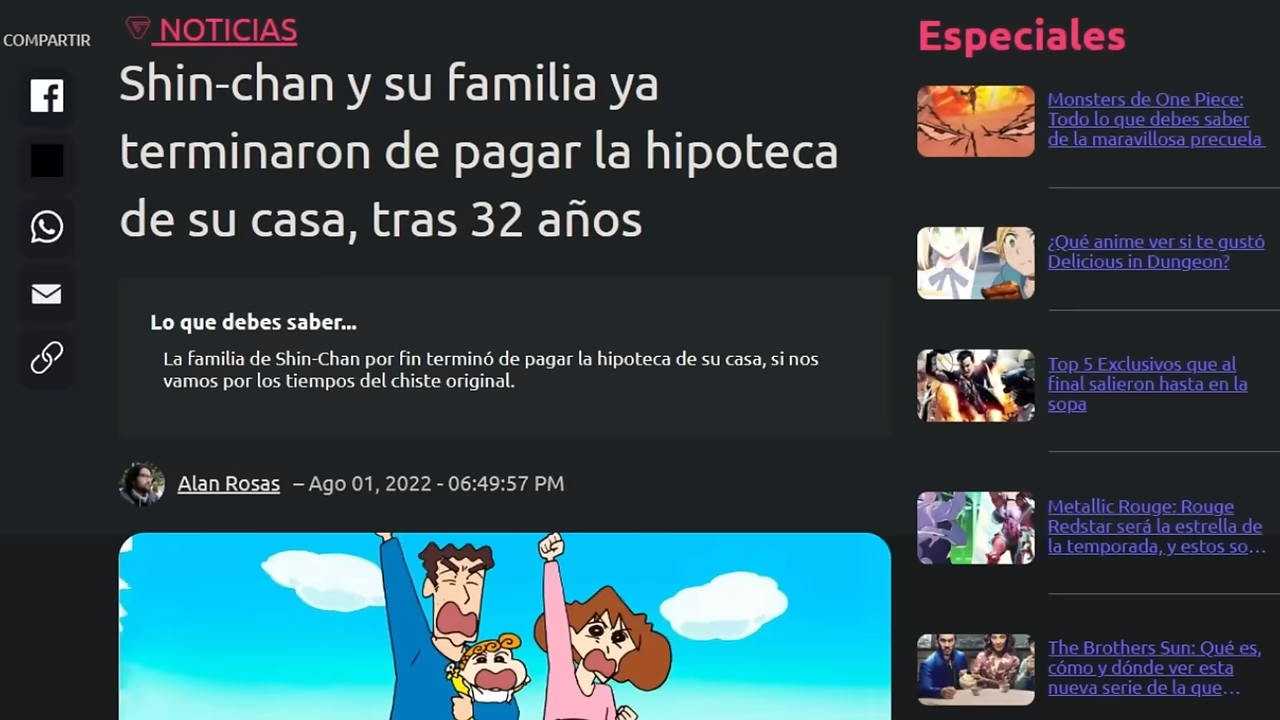 COMPARTIR
NOTICIAS
Shin-chan y su familia ya
terminaron de pagar la hipoteca
de su casa, tras 32 años
Lo que debes saber...
La familia de Shin-Chan por fin terminó de pagar la hipoteca de su casa, si nos
vamos por los tiempos del chiste original.
Alan Rosas – Ago 01, 2022 - 06:49:57 PM
Especiales
Monsters de One Piece:
Todo lo que debes saber
de la maravillosa precuela
¿Qué anime ver si te gustó
Delicious in Dungeon?
Top 5 Exclusivos que al
final salieron hasta en la
sopa
Metallic Rouge: Rouge
Redstar será la estrella de
la temporada, y estos so...
The Brothers Sun: Qué es,
cómo y dónde ver esta
nueva serie de la que...